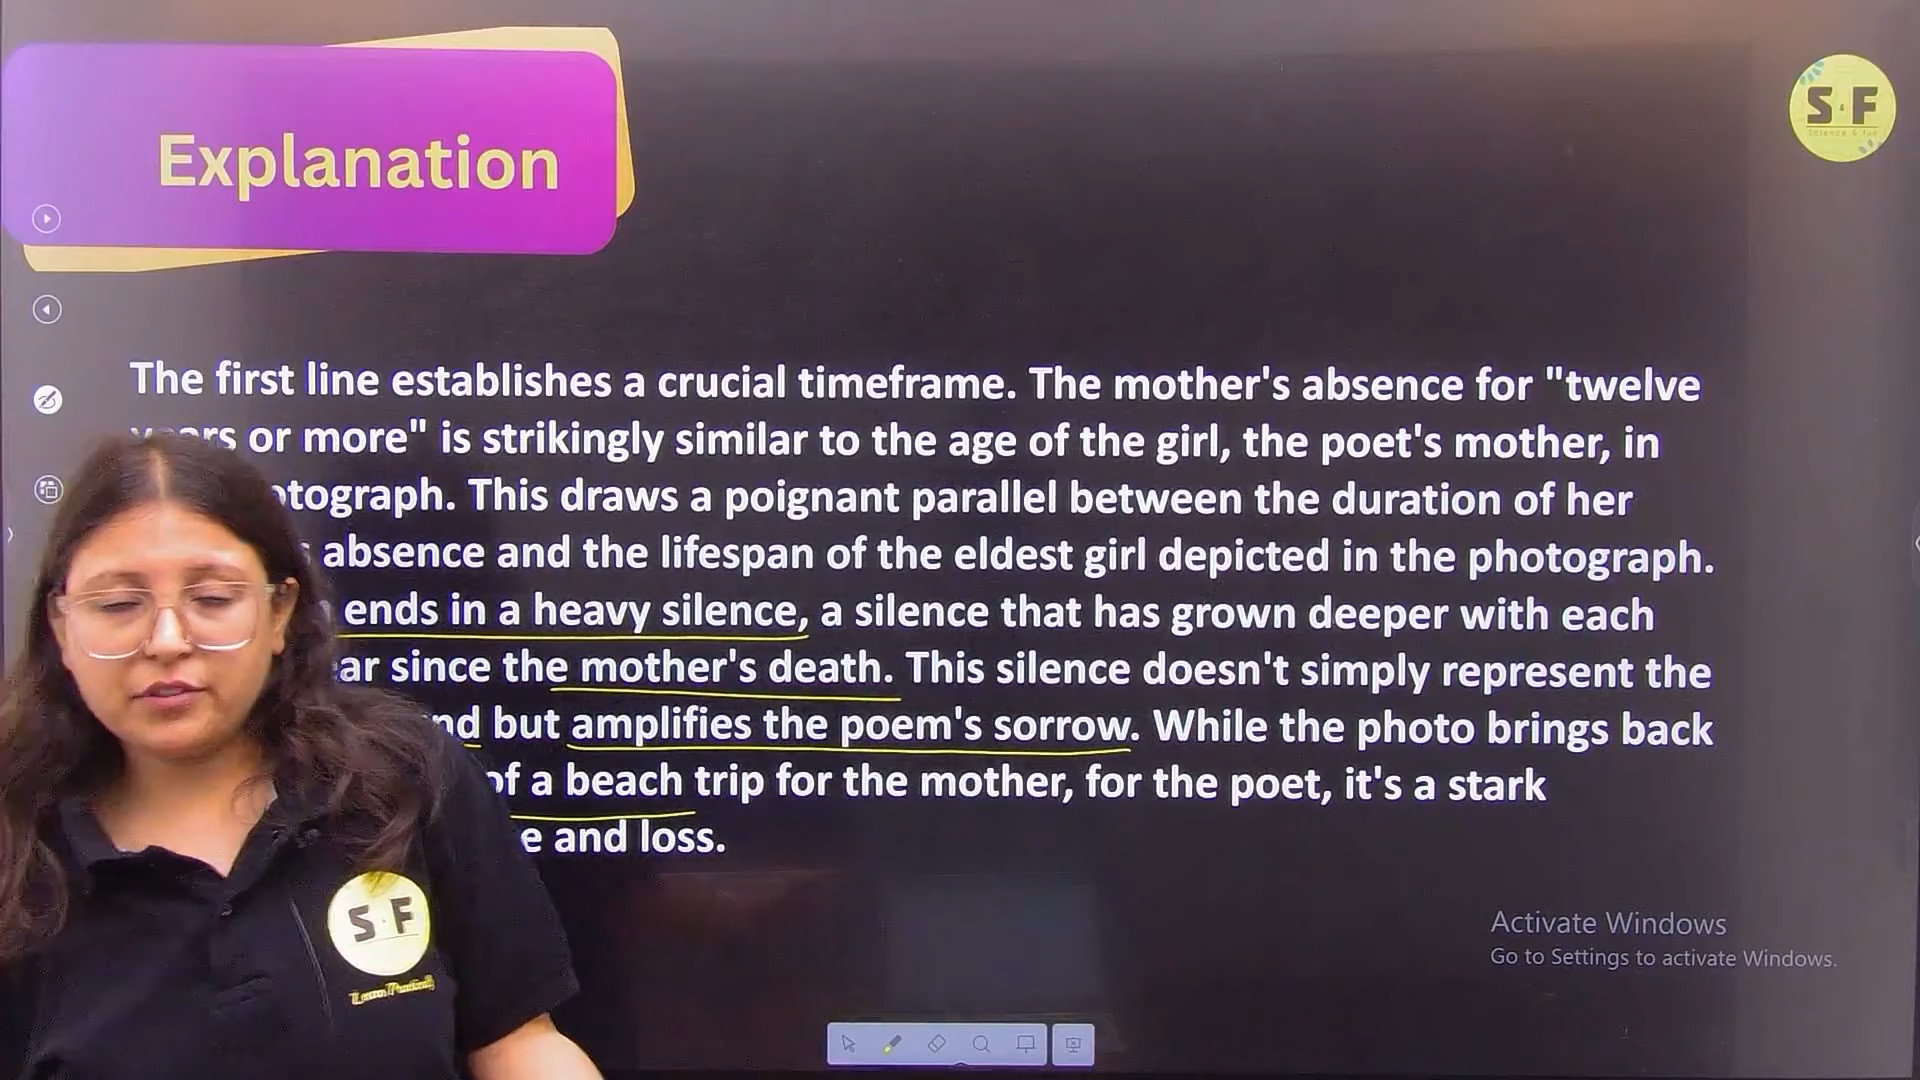 Explanation
S & F
Science & fun
The first line establishes a crucial timeframe. The mother's absence for "twelve
or more" is strikingly similar to the age of the girl, the poet's mother, in
This draws a poignant parallel between the duration of her
absence and the lifespan of the eldest girl depicted in the photograph.
ends in a heavy silence, a silence that has grown deeper with each
since the mother's death. This silence doesn't simply represent the
but amplifies the poem's sorrow. While the photo brings back
of a beach trip for the mother, for the poet, it's a stark
and loss.
S F
Activate Windows
Go to Settings to activate Windows.